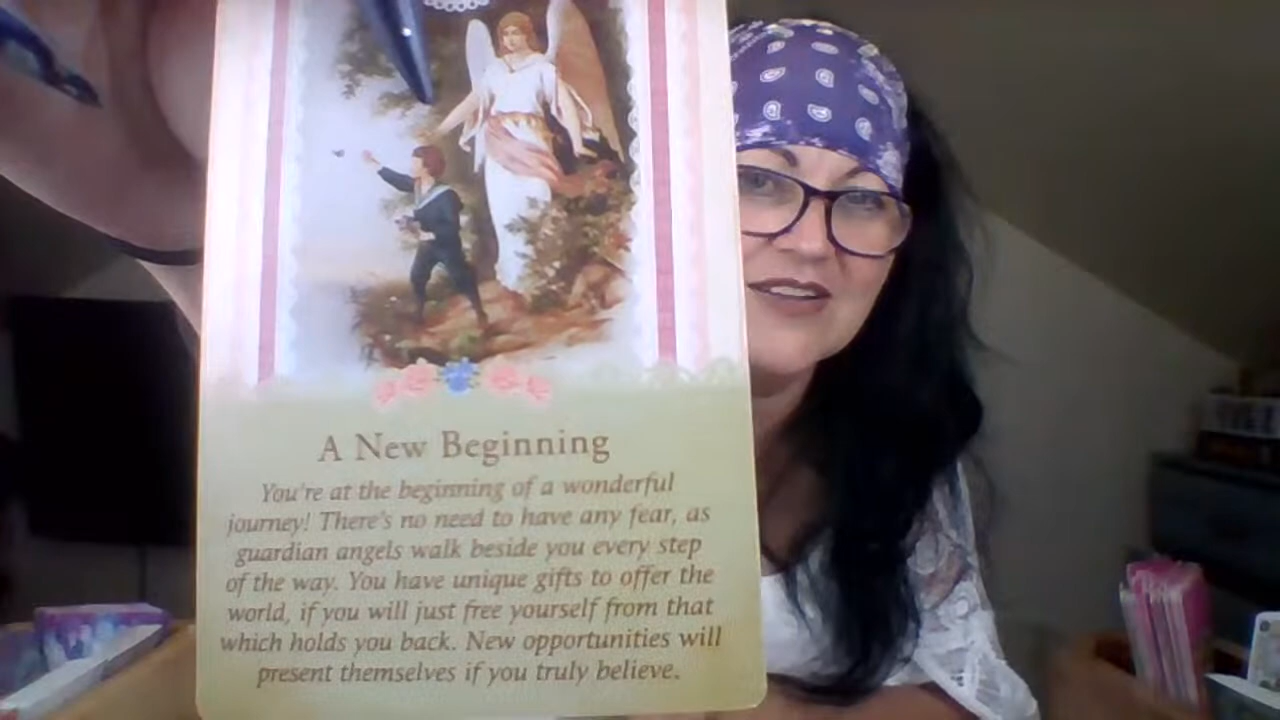 A New Beginning
You're at the beginning of a wonderful
journey! There's no need to have any fear, as
guardian angels walk beside you every step
of the way. You have unique gifts to offer the
world, if you will just free yourself from that
which holds you back. New opportunities will
present themselves if you truly believe.